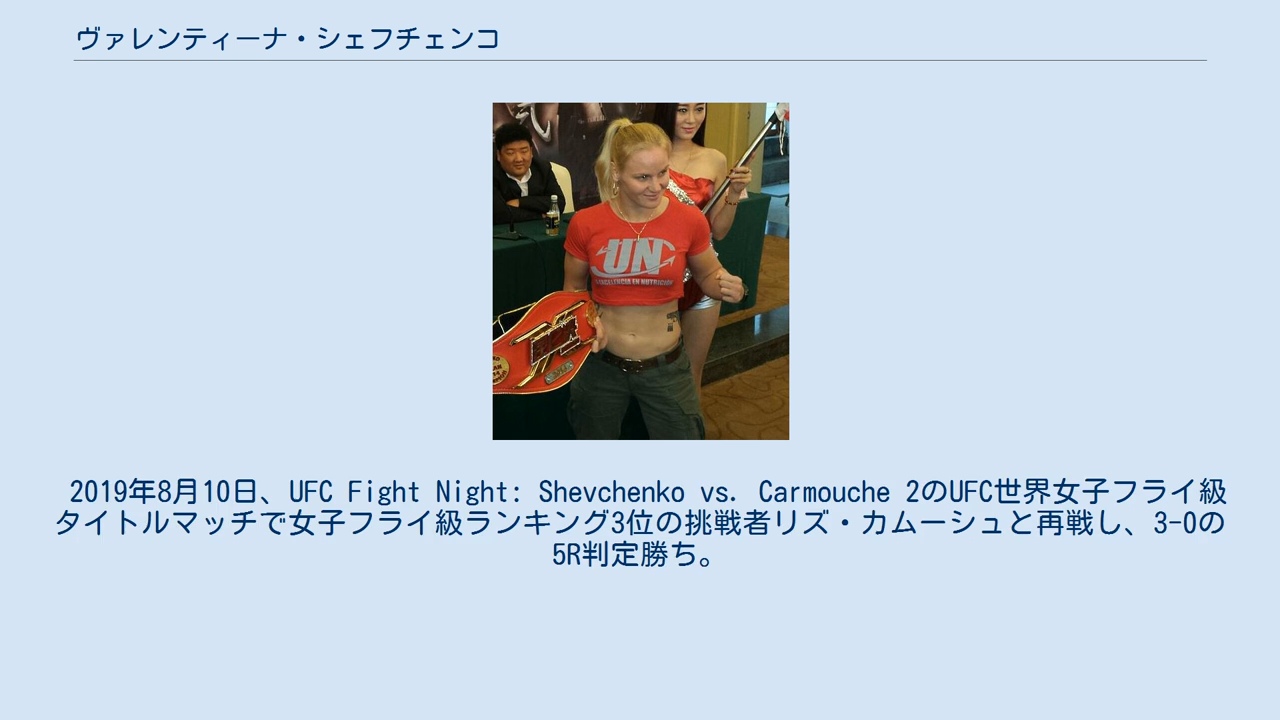 ヴァレンティーナ・シェフチェンコ
UN
EXCELENCIA EN NUTRICION
2019年8月10日、UFC Fight Night: Shevchenko vs. Carmouche 2のUFC世界女子フライ級
タイトルマッチで女子フライ級ランキング3位の挑戦者リズ・カムーシュと再戦し、3-0の
5R判定勝ち。